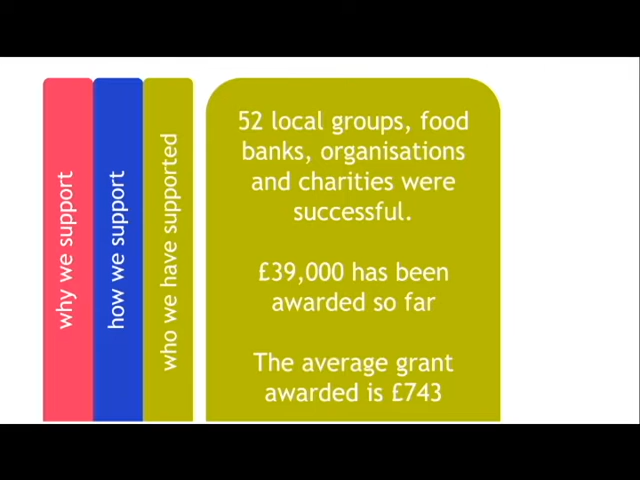 why we support
how we support
who we have supported
52 local groups, food
banks, organisations
and charities were
successful.
£39,000 has been
awarded so far
The average grant
awarded is £743